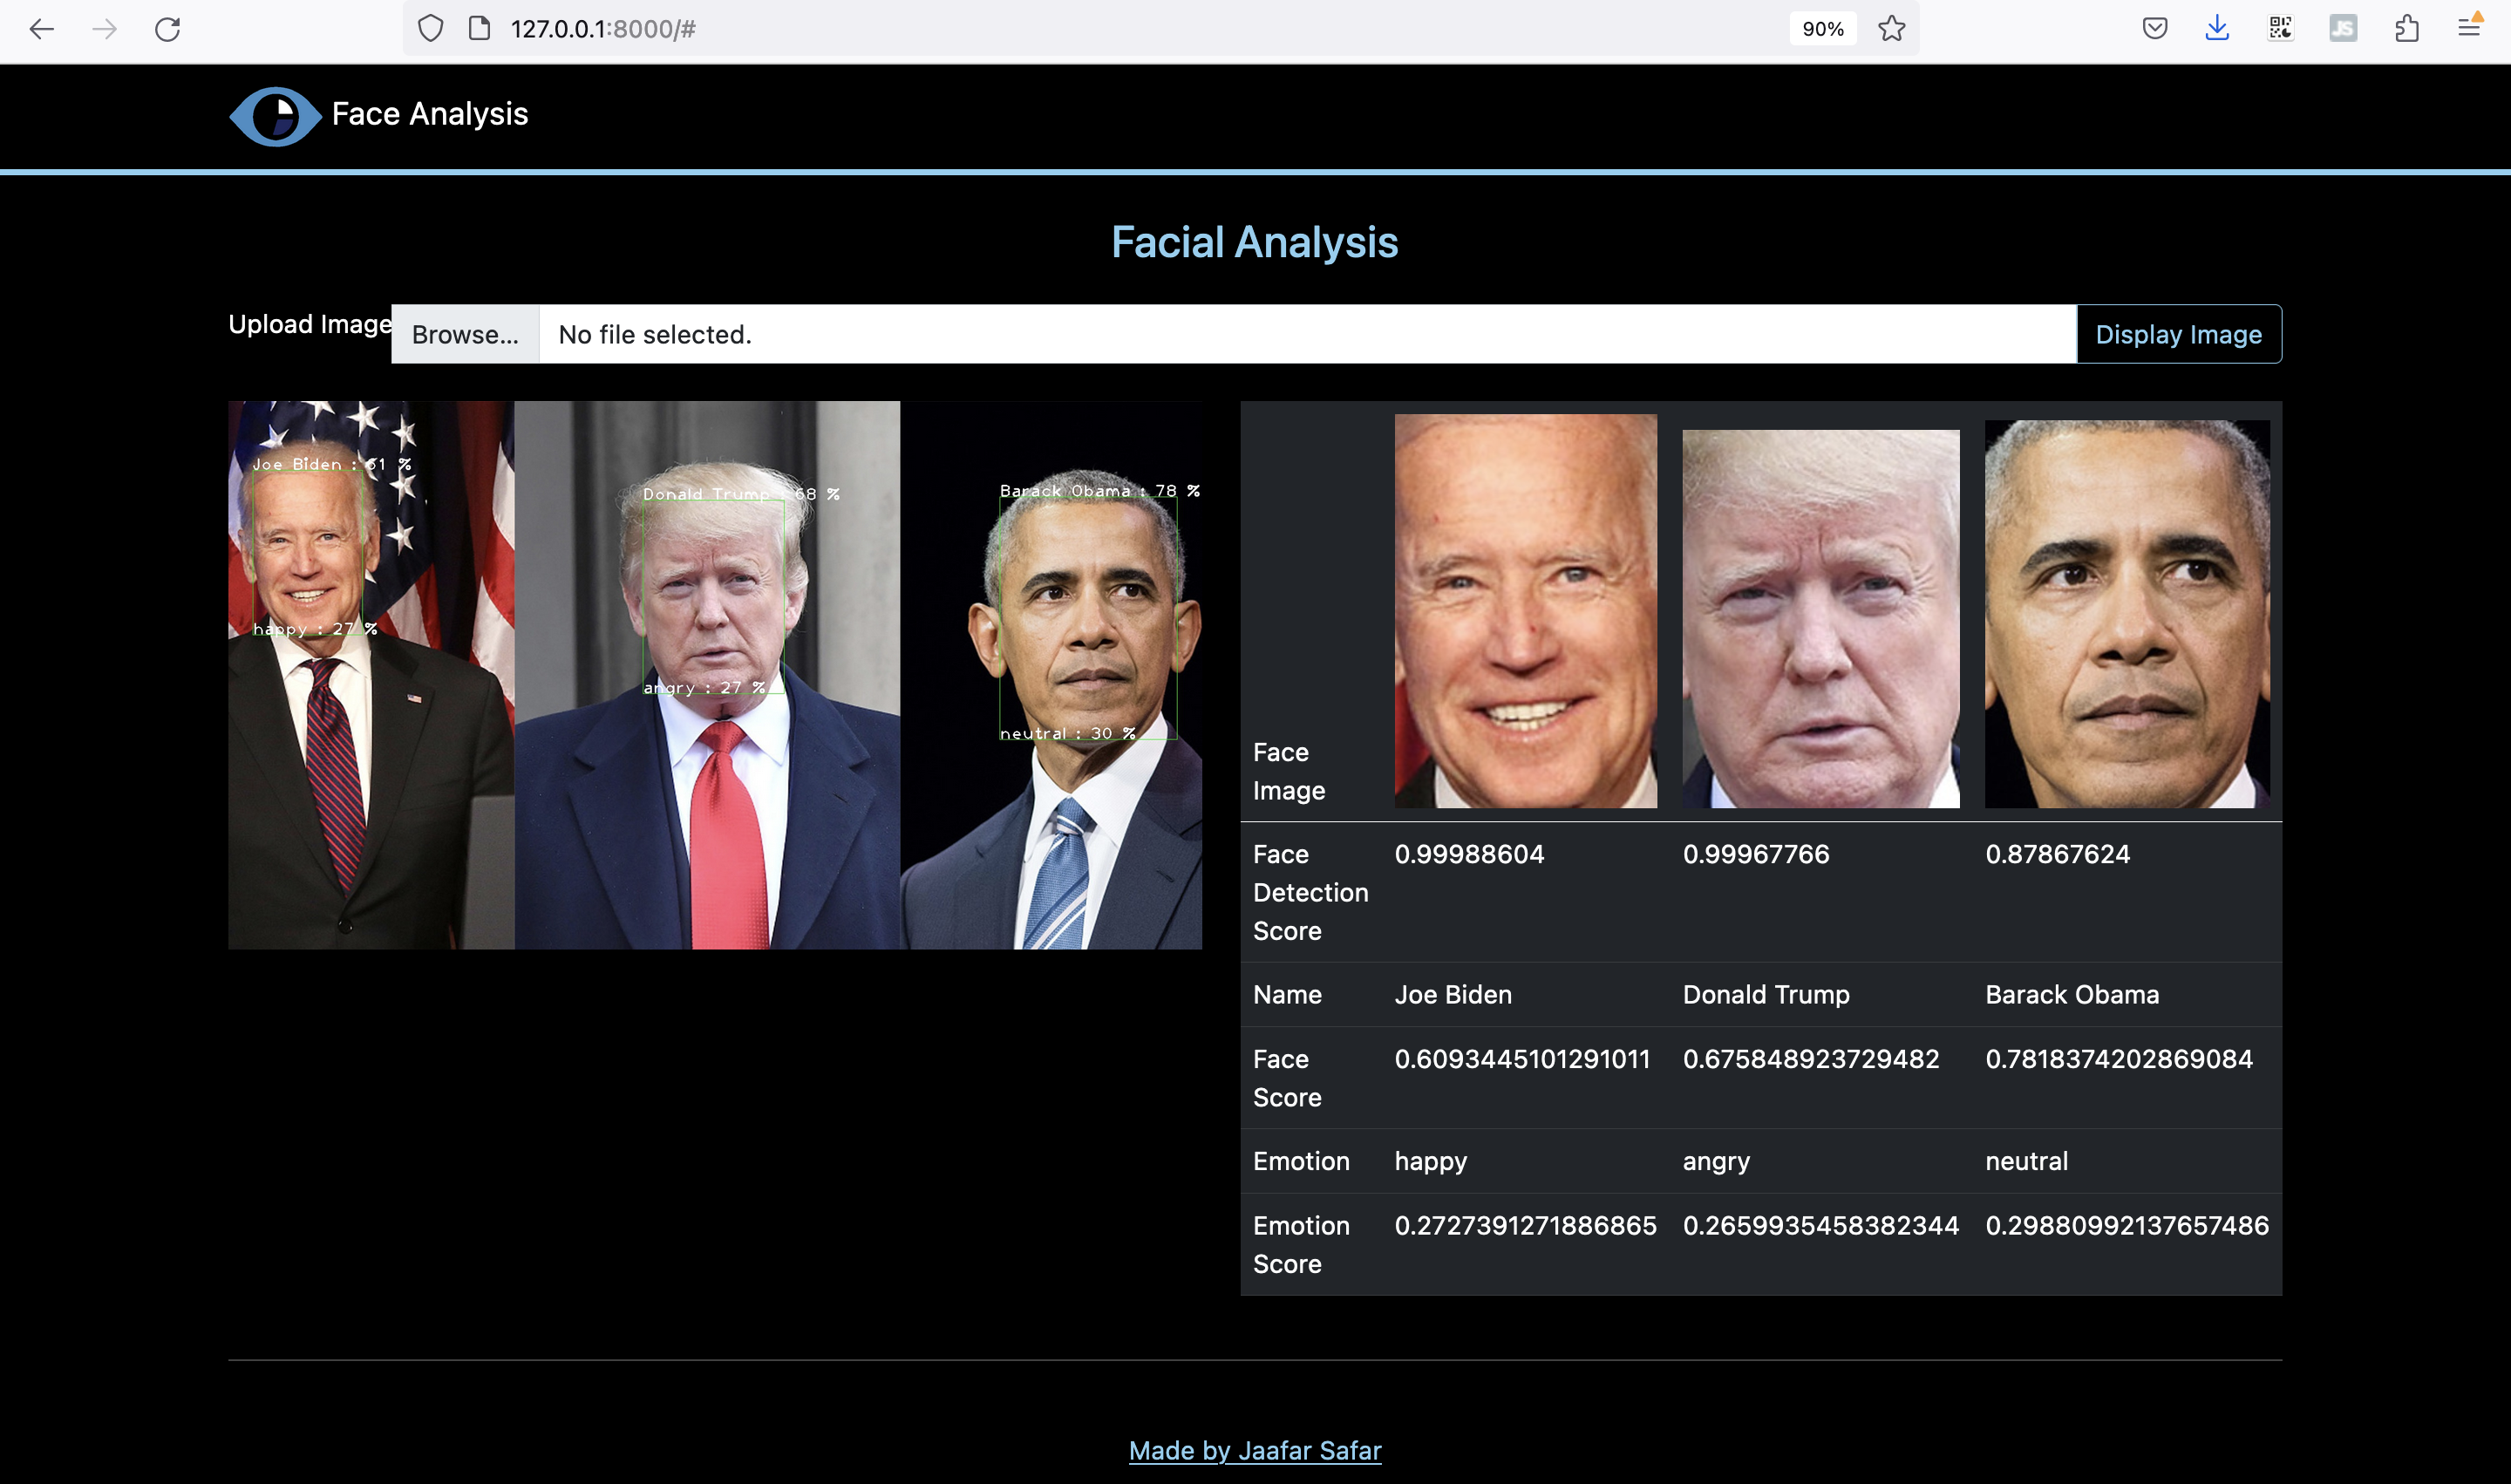 127.0.0.1:8000/#
90%
JS
Face Analysis
Facial Analysis
Upload Image
Browse...
No file selected.
Display Image
Joe Biden : 61 %
happy : 27 %
Donald Trump : 68 %
angry : 27 %
Barack Obama : 78 %
neutral : 30 %
Face
Image
Face
Detection
Score
0.99988604
0.99967766
0.87867624
Name
Joe Biden
Donald Trump
Barack Obama
Face
Score
0.6093445101291011
0.675848923729482
0.7818374202869084
Emotion
happy
angry
neutral
Emotion
Score
0.2727391271886865
0.2659935458382344
0.29880992137657486
Made by Jaafar Safar